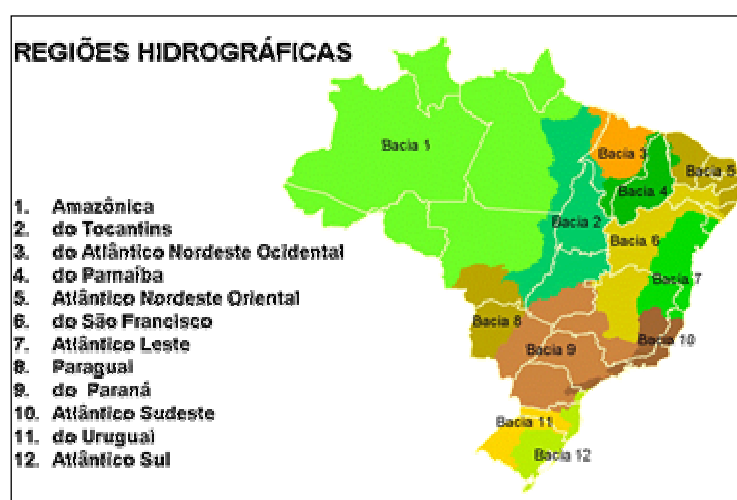 REGIÕES HIDROGRÁFICAS
1. Amazônica
2. do Tocantins
3. do Atlântico Nordeste Ocidental
4. do Parnaíba
5. Atlântico Nordeste Oriental
6. do São Francisco
7. Atlântico Leste
8. Paraguai
9. do Paraná
10. Atlântico Sudeste
11. do Uruguai
12. Atlântico Sul
Bacia 1
Bacia 2
Bacia 3
Bacia 4
Bacia 5
Bacia 6
Bacia 7
Bacia 8
Bacia 9
Bacia 10
Bacia 11
Bacia 12